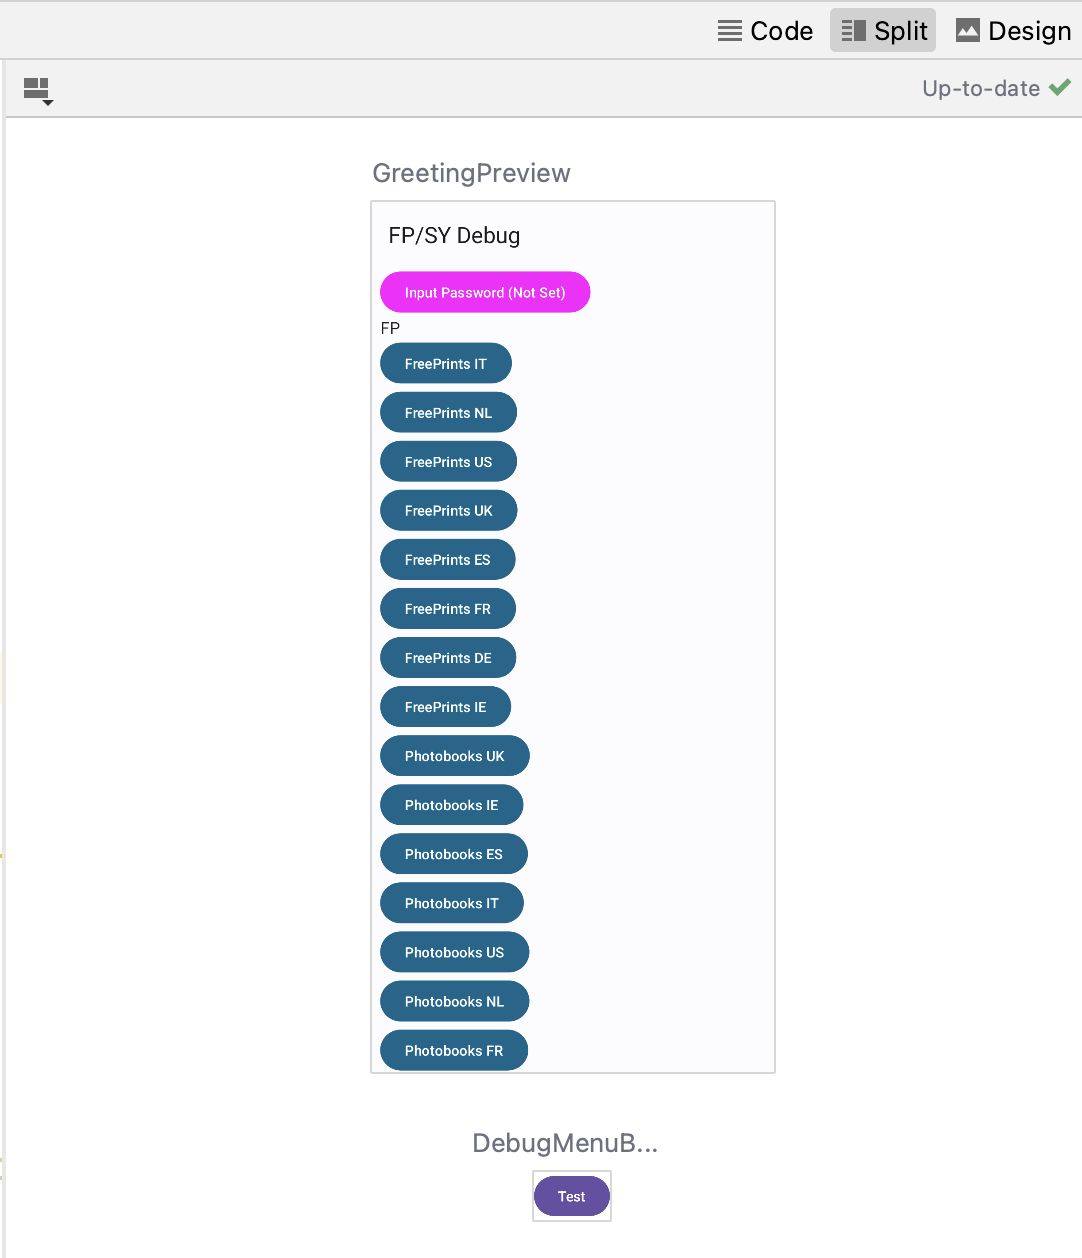 Code Split Design
Up-to-date
GreetingPreview
FP/SY Debug
Input Password (Not Set)
FP
FreePrints IT
FreePrints NL
FreePrints US
FreePrints UK
FreePrints ES
FreePrints FR
FreePrints DE
FreePrints IE
Photobooks UK
Photobooks IE
Photobooks ES
Photobooks IT
Photobooks US
Photobooks NL
Photobooks FR
DebugMenuB...
Test